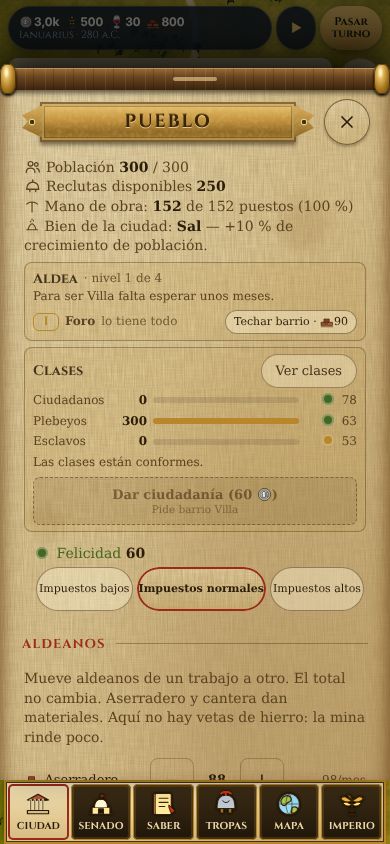 3,0k 500 30 800
IANUARIUS · 280 A.C.
PASAR
TURNO
PUEBLO
Población 300 / 300
Reclutas disponibles 250
Mano de obra: 152 de 152 puestos (100 %)
Bien de la ciudad: Sal — +10 % de
crecimiento de población.
ALDEA · nivel 1 de 4
Para ser Villa falta esperar unos meses.
I Foro lo tiene todo
Techar barrio · 90
CLASES
Ver clases
Ciudadanos 0 78
Plebeyos 300 63
Esclavos 0 53
Las clases están conformes.
Dar ciudadanía (60 )
Pide barrio Villa
Felicidad 60
Impuestos bajos Impuestos normales Impuestos altos
ALDEANOS
Mueve aldeanos de un trabajo a otro. El total
no cambia. Aserradero y cantera dan
materiales. Aquí no hay vetas de hierro: la mina
rinde poco.
Aserradero 88 98/mes
CIUDAD SENADO SABER TROPAS MAPA IMPERIO